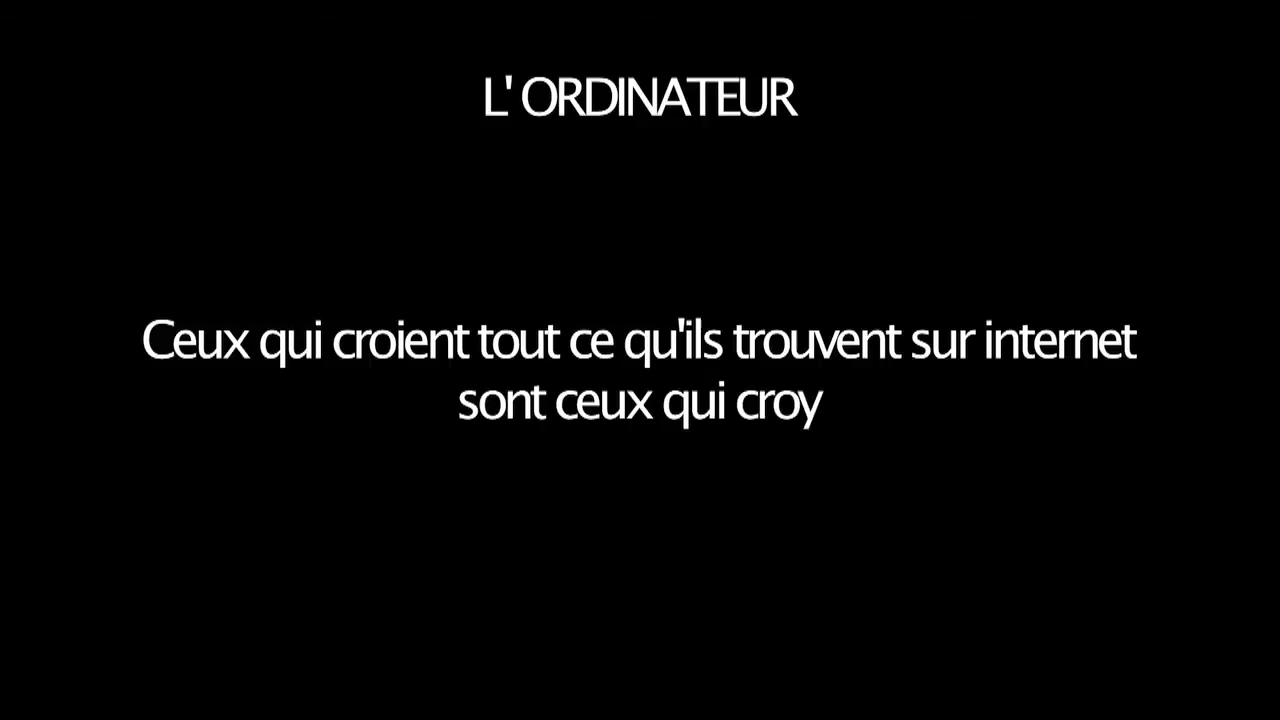 L' ORDINATEUR
Ceux qui croient tout ce qu'ils trouvent sur internet
sont ceux qui croy